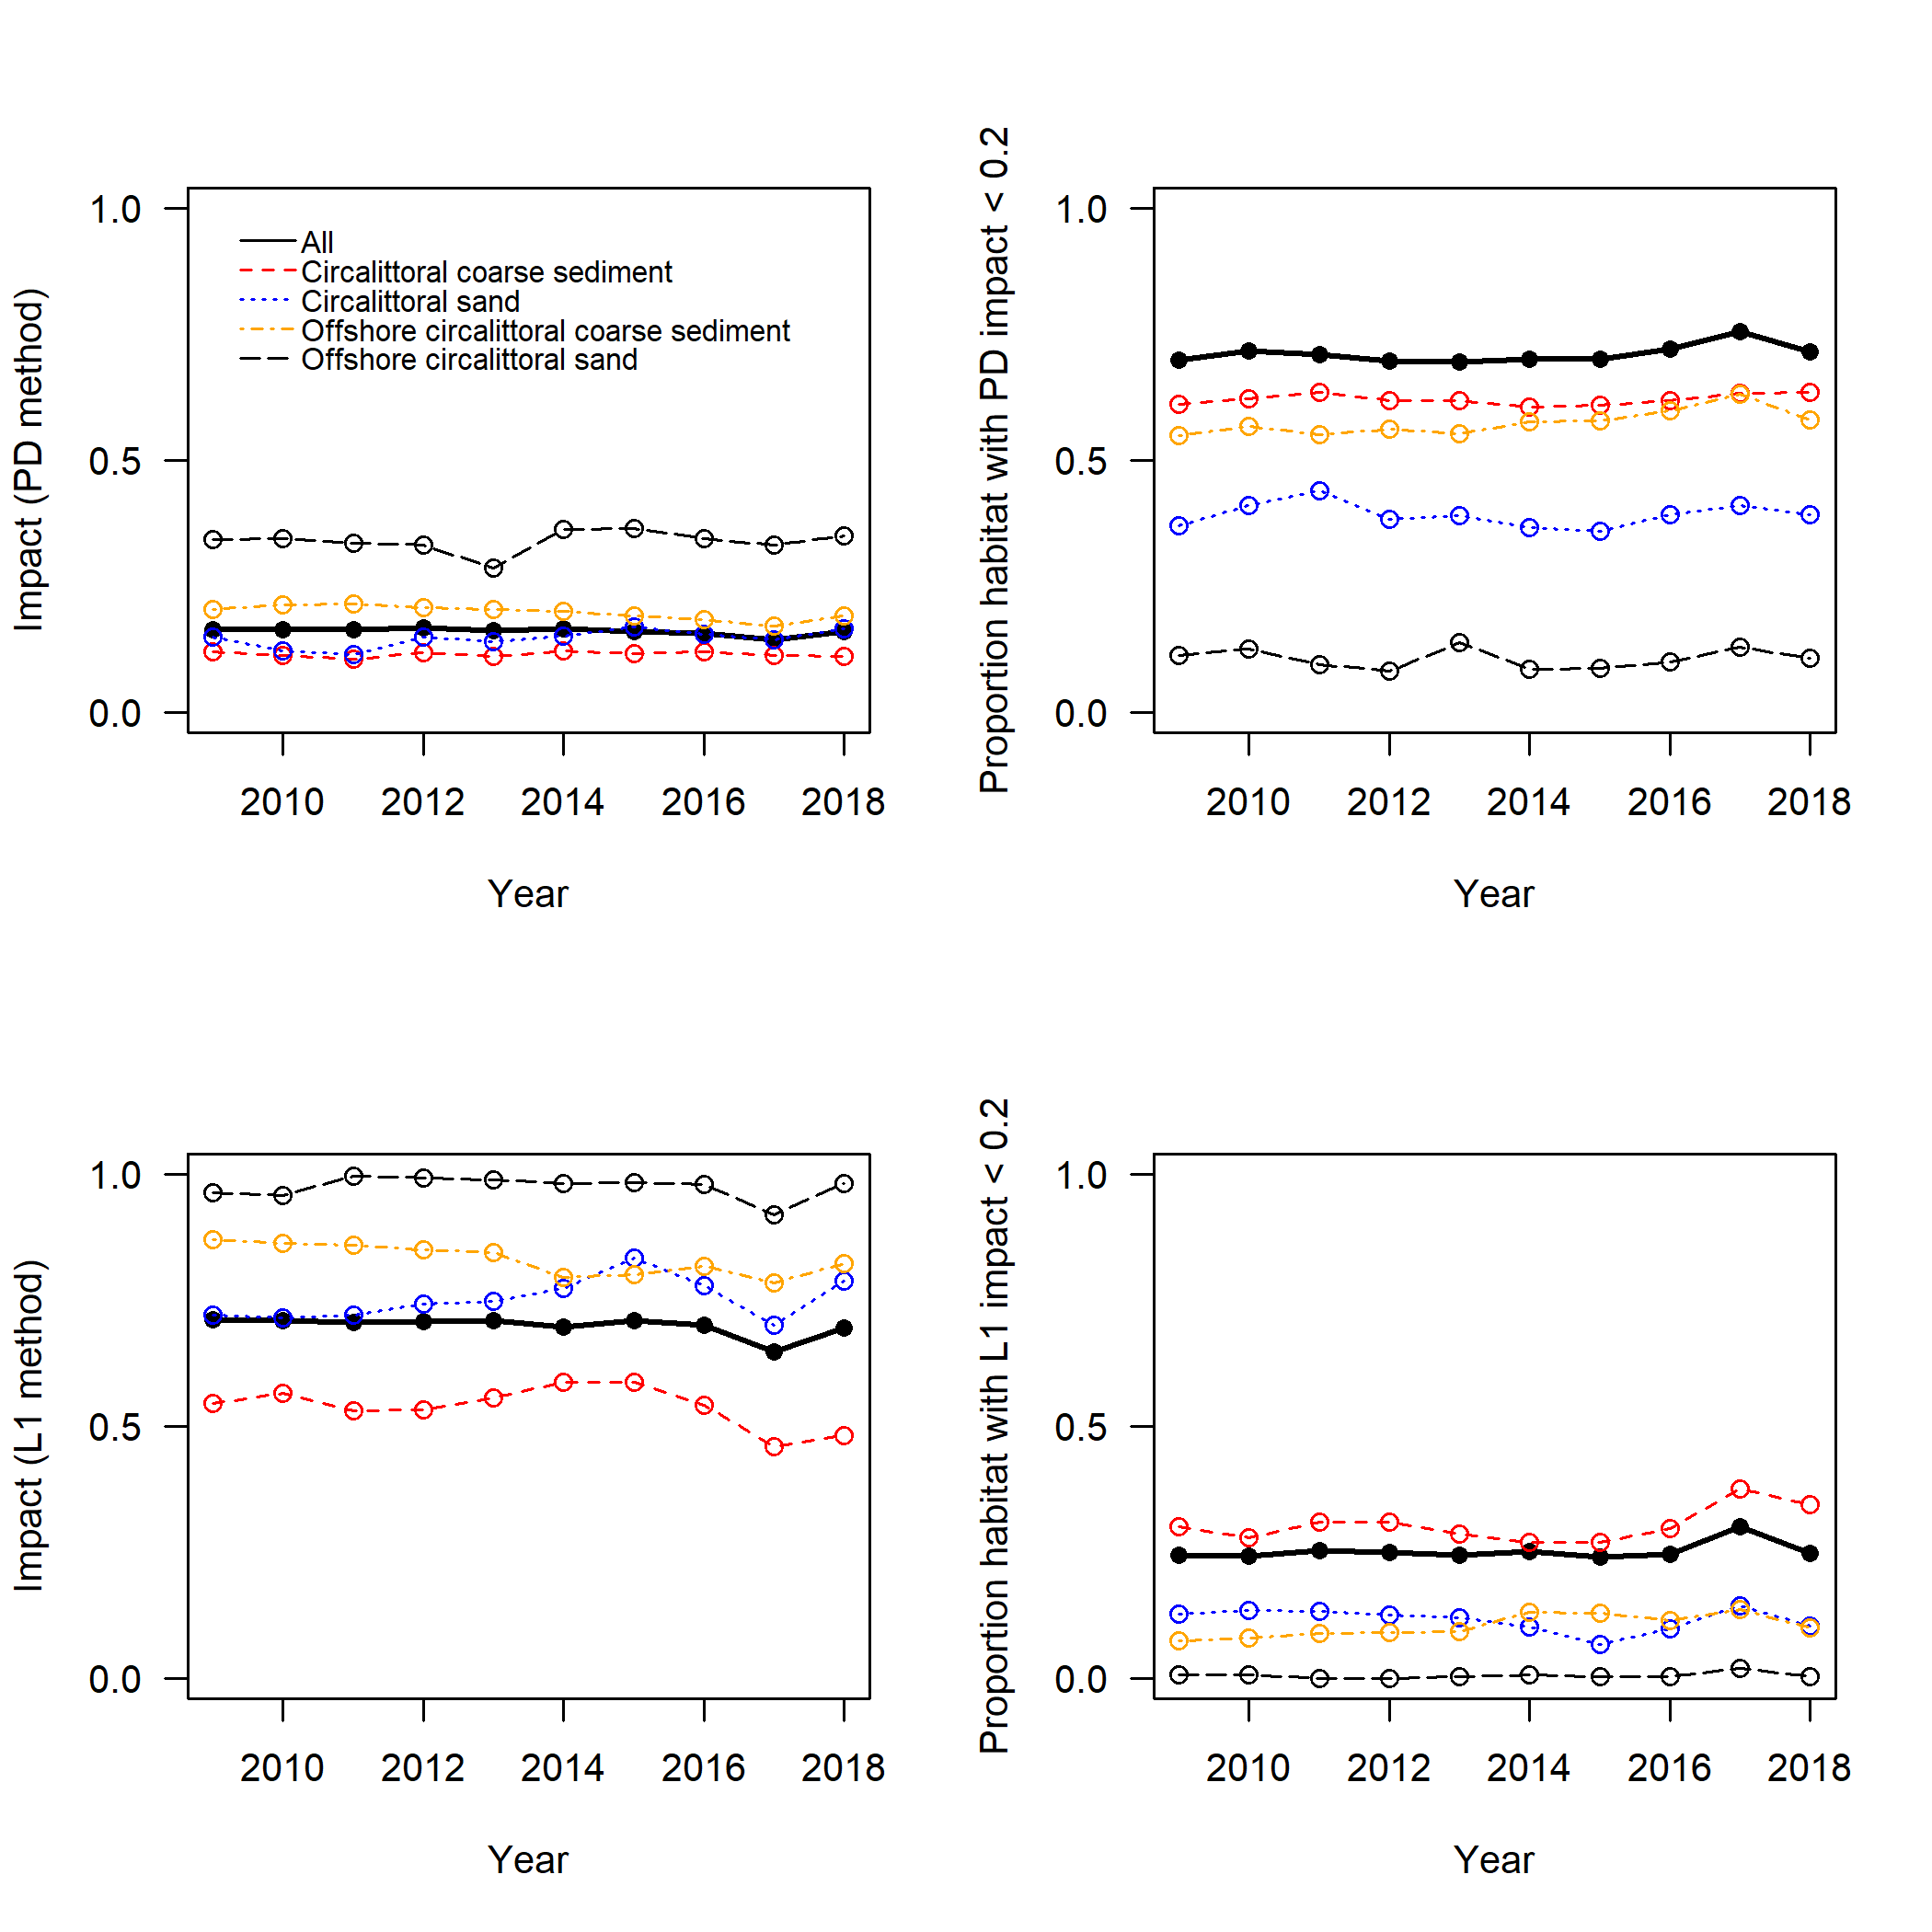 Impact (PD method)
1.0
0.5
0.0
All
Circalittoral coarse sediment
Circalittoral sand
Offshore circalittoral coarse sediment
Offshore circalittoral sand
2010 2012 2014 2016 2018
Year
Proportion habitat with PD impact < 0.2
1.0
0.5
0.0
2010 2012 2014 2016 2018
Year
Impact (L1 method)
1.0
0.5
0.0
2010 2012 2014 2016 2018
Year
Proportion habitat with L1 impact < 0.2
1.0
0.5
0.0
2010 2012 2014 2016 2018
Year